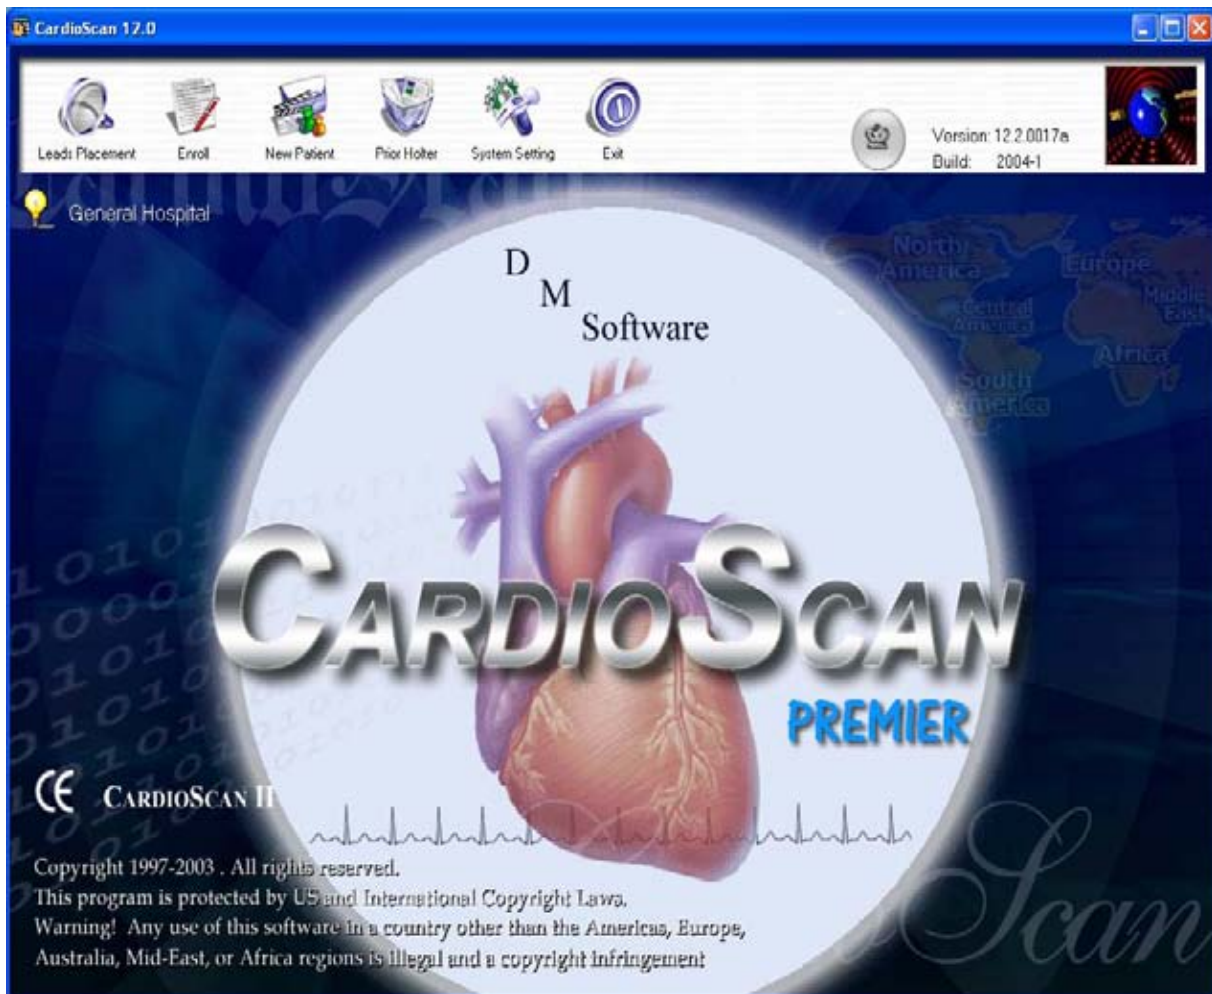 CardioScan 12.0
Leads Placement
Enroll
New Patient
Prior Holter
System Setting
Exit
Version: 12.2.0017a
Build: 2004-1
General Hospital
North America
Central America
South America
Europe
Middle East
Africa
D
M
Software
CARDIOSCAN
PREMIER
CE CARDIOSCAN II
Copyright 1997-2003 . All rights reserved.
This program is protected by US and International Copyright Laws.
Warning! Any use of this software in a country other than the Americas, Europe,
Australia, Mid-East, or Africa regions is illegal and a copyright infringement
Scan